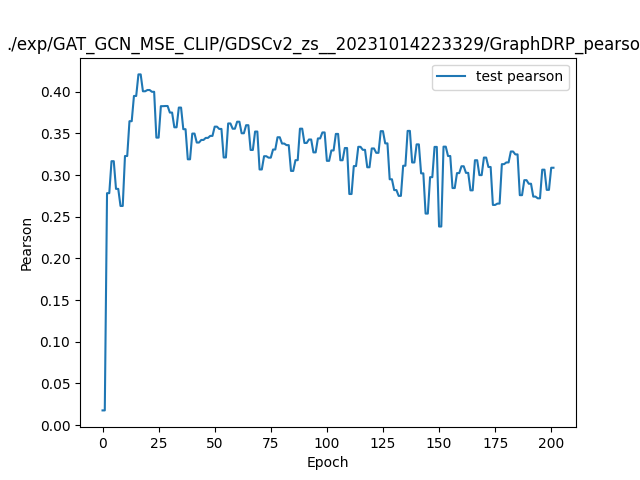 ./exp/GAT_GCN_MSE_CLIP/GDSCv2_zs__20231014223329/GraphDRP_pearso
test pearson
0.40
0.35
0.30
0.25
0.20
0.15
0.10
0.05
0.00
Pearson
0 25 50 75 100 125 150 175 200
Epoch